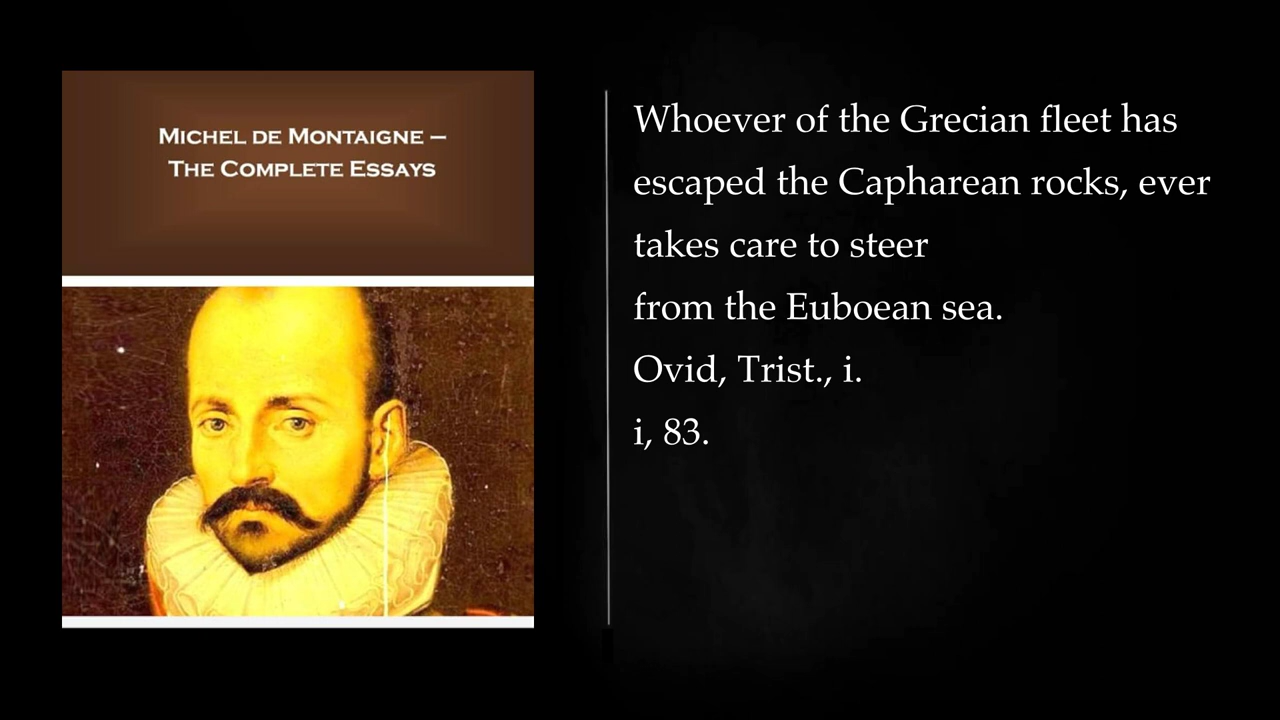 MICHEL DE MONTAIGNE –
THE COMPLETE ESSAYS
Whoever of the Grecian fleet has
escaped the Capharean rocks, ever
takes care to steer
from the Euboean sea.
Ovid, Trist., i.
i, 83.